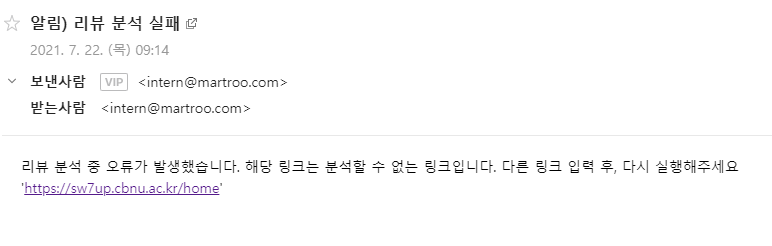 알림) 리뷰 분석 실패
2021. 7. 22. (목) 09:14
보낸사람 VIP <intern@martroo.com>
받는사람 <intern@martroo.com>
리뷰 분석 중 오류가 발생했습니다. 해당 링크는 분석할 수 없는 링크입니다. 다른 링크 입력 후, 다시 실행해주세요
'https://sw7up.cbnu.ac.kr/home'